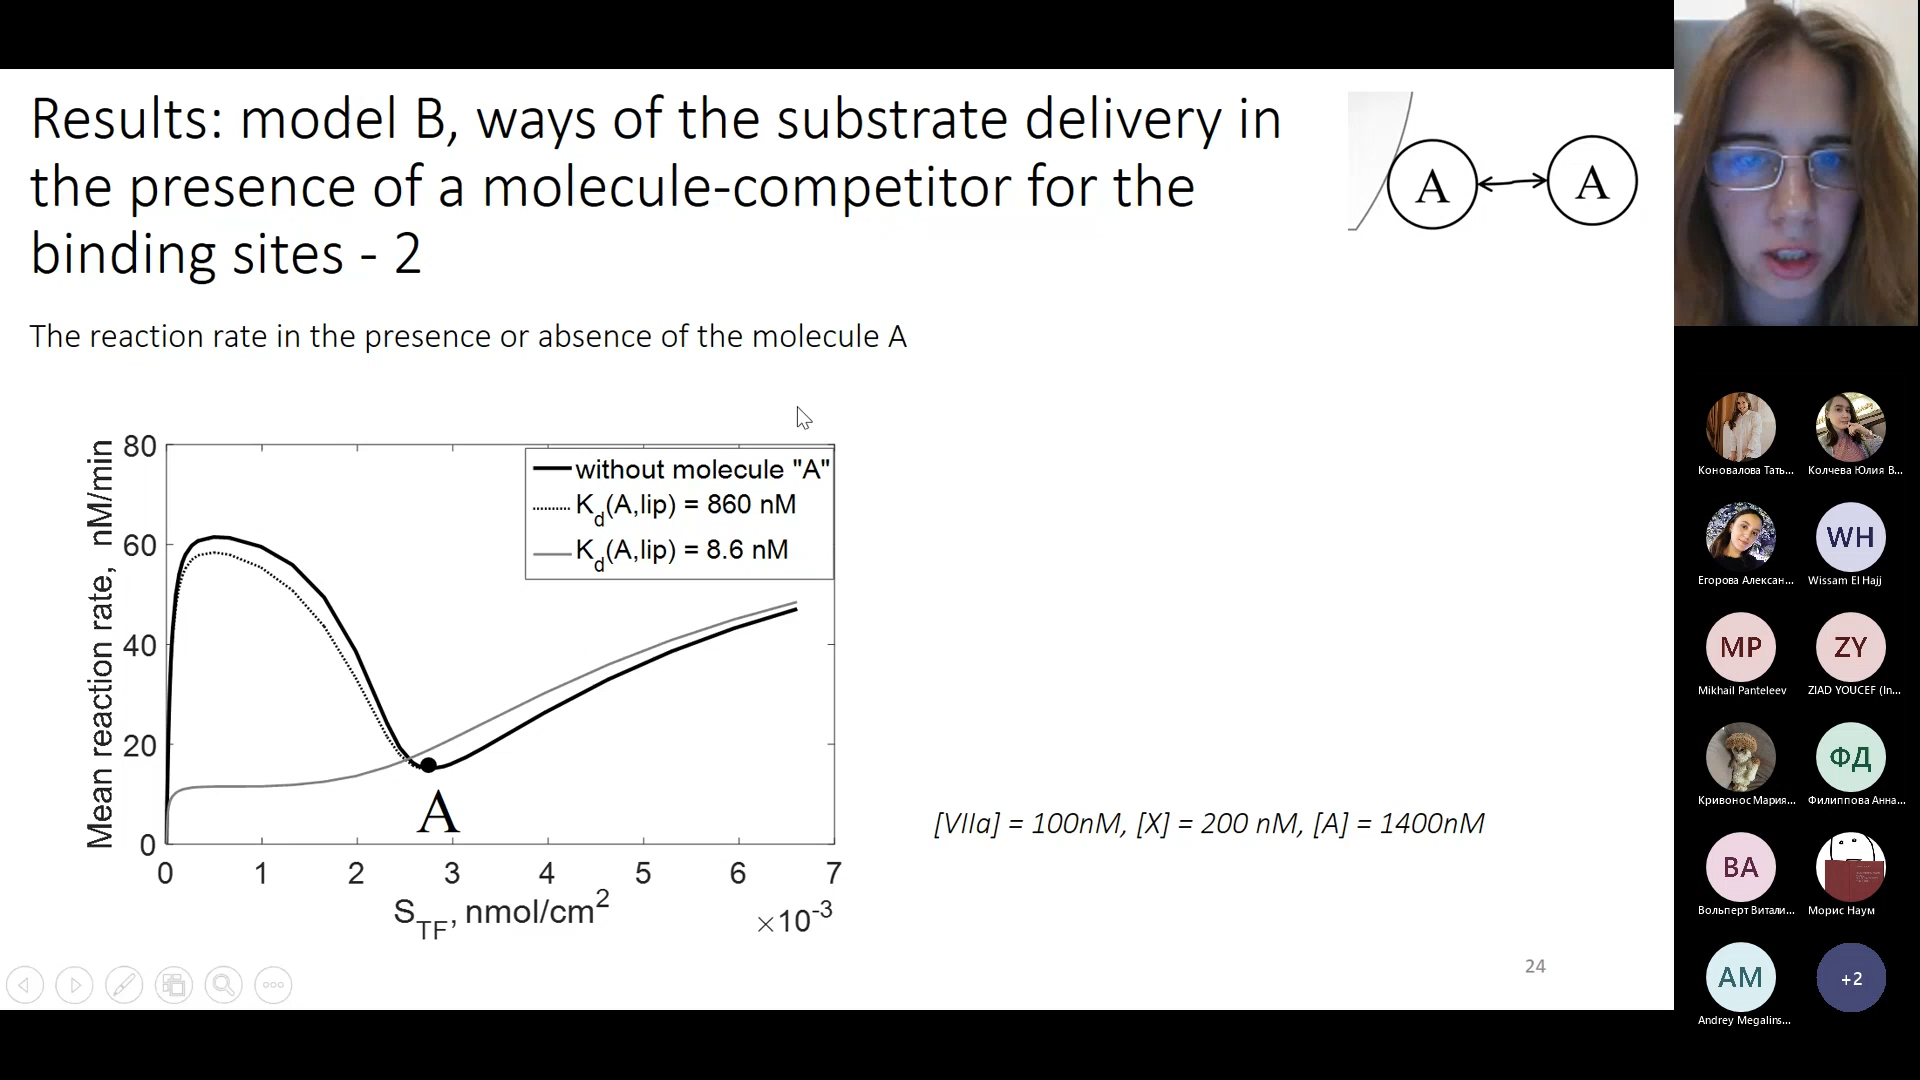 Results: model B, ways of the substrate delivery in
the presence of a molecule-competitor for the
binding sites - 2
A
A
The reaction rate in the presence or absence of the molecule A
Mean reaction rate, nM/min
80
60
40
20
0
without molecule "A"
Kd(A,lip) = 860 nM
Kd(A,lip) = 8.6 nM
A
0 1 2 3 4 5 6 7
STF, nmol/cm2
×10-3
[VIIa] = 100nM, [X] = 200 nM, [A] = 1400nM
24
Коновалова Тать...
Колчева Юлия В...
Егорова Алексан...
WH
Wissam El Hajj
MP
Mikhail Panteleev
ZY
ZIAD YOUCEF (In...
Кривонос Мария...
ФД
Филиппова Анна...
ВА
Вольперт Витали...
Морис Наум
AM
Andrey Megalins...
+2